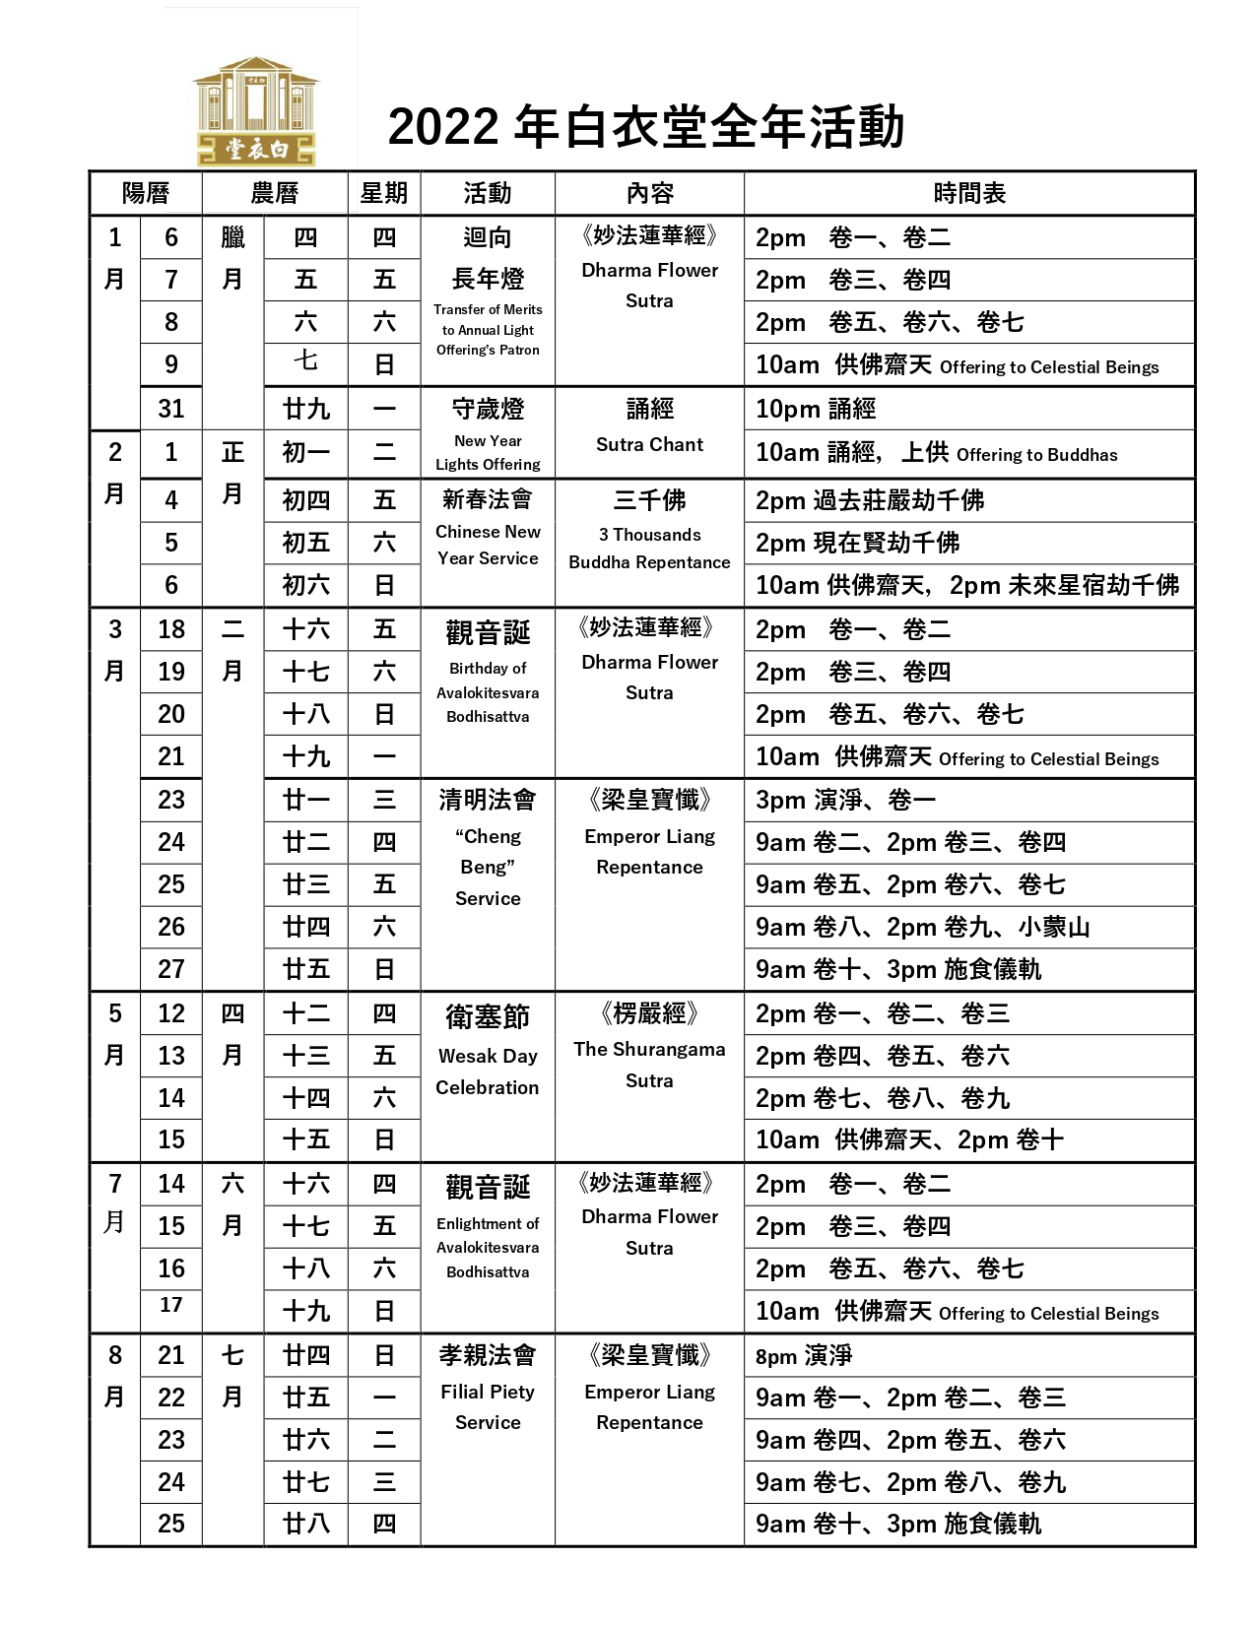 白衣堂
堂衣白
2022 年白衣堂全年活動
陽曆 農曆 星期 活動 內容 時間表
1 6 臘 四 四 迴向 《妙法蓮華經》 2pm 卷一、卷二
月 7 月 五 五 長年燈 Dharma Flower 2pm 卷三、卷四
Sutra
8 六 六 Transfer of Merits 2pm 卷五、卷六、卷七
to Annual Light
9 七 日 Offering's Patron 10am 供佛齋天 Offering to Celestial Beings
31 廿九 一 守歲燈 誦經 10pm 誦經
2 1 正 初一 二 New Year Sutra Chant 10am 誦經，上供 Offering to Buddhas
Lights Offering
月 4 月 初四 五 新春法會 三千佛 2pm 過去莊嚴劫千佛
5 初五 六 Chinese New 3 Thousands 2pm 現在賢劫千佛
Year Service Buddha Repentance
6 初六 日 10am 供佛齋天，2pm 未來星宿劫千佛
3 18 二 十六 五 觀音誕 《妙法蓮華經》 2pm 卷一、卷二
月 19 月 十七 六 Birthday of Dharma Flower 2pm 卷三、卷四
Avalokitesvara Sutra
20 十八 日 Bodhisattva 2pm 卷五、卷六、卷七
21 十九 一 10am 供佛齋天 Offering to Celestial Beings
23 廿一 三 清明法會 《梁皇寶懺》 3pm 演淨、卷一
24 廿二 四 “Cheng Emperor Liang 9am 卷二、2pm 卷三、卷四
Beng” Repentance
25 廿三 五 Service 9am 卷五、2pm 卷六、卷七
26 廿四 六 9am 卷八、2pm 卷九、小蒙山
27 廿五 日 9am 卷十、3pm 施食儀軌
5 12 四 十二 四 衛塞節 《楞嚴經》 2pm 卷一、卷二、卷三
月 13 月 十三 五 Wesak Day The Shurangama 2pm 卷四、卷五、卷六
14 十四 六 Celebration Sutra 2pm 卷七、卷八、卷九
15 十五 日 10am 供佛齋天、2pm 卷十
7 14 六 十六 四 觀音誕 《妙法蓮華經》 2pm 卷一、卷二
月 15 月 十七 五 Enlightment of Dharma Flower 2pm 卷三、卷四
Avalokitesvara Sutra
16 十八 六 Bodhisattva 2pm 卷五、卷六、卷七
17 十九 日 10am 供佛齋天 Offering to Celestial Beings
8 21 七 廿四 日 孝親法會 《梁皇寶懺》 8pm 演淨
月 22 月 廿五 一 Filial Piety Emperor Liang 9am 卷一、2pm 卷二、卷三
23 廿六 二 Service Repentance 9am 卷四、2pm 卷五、卷六
24 廿七 三 9am 卷七、2pm 卷八、卷九
25 廿八 四 9am 卷十、3pm 施食儀軌